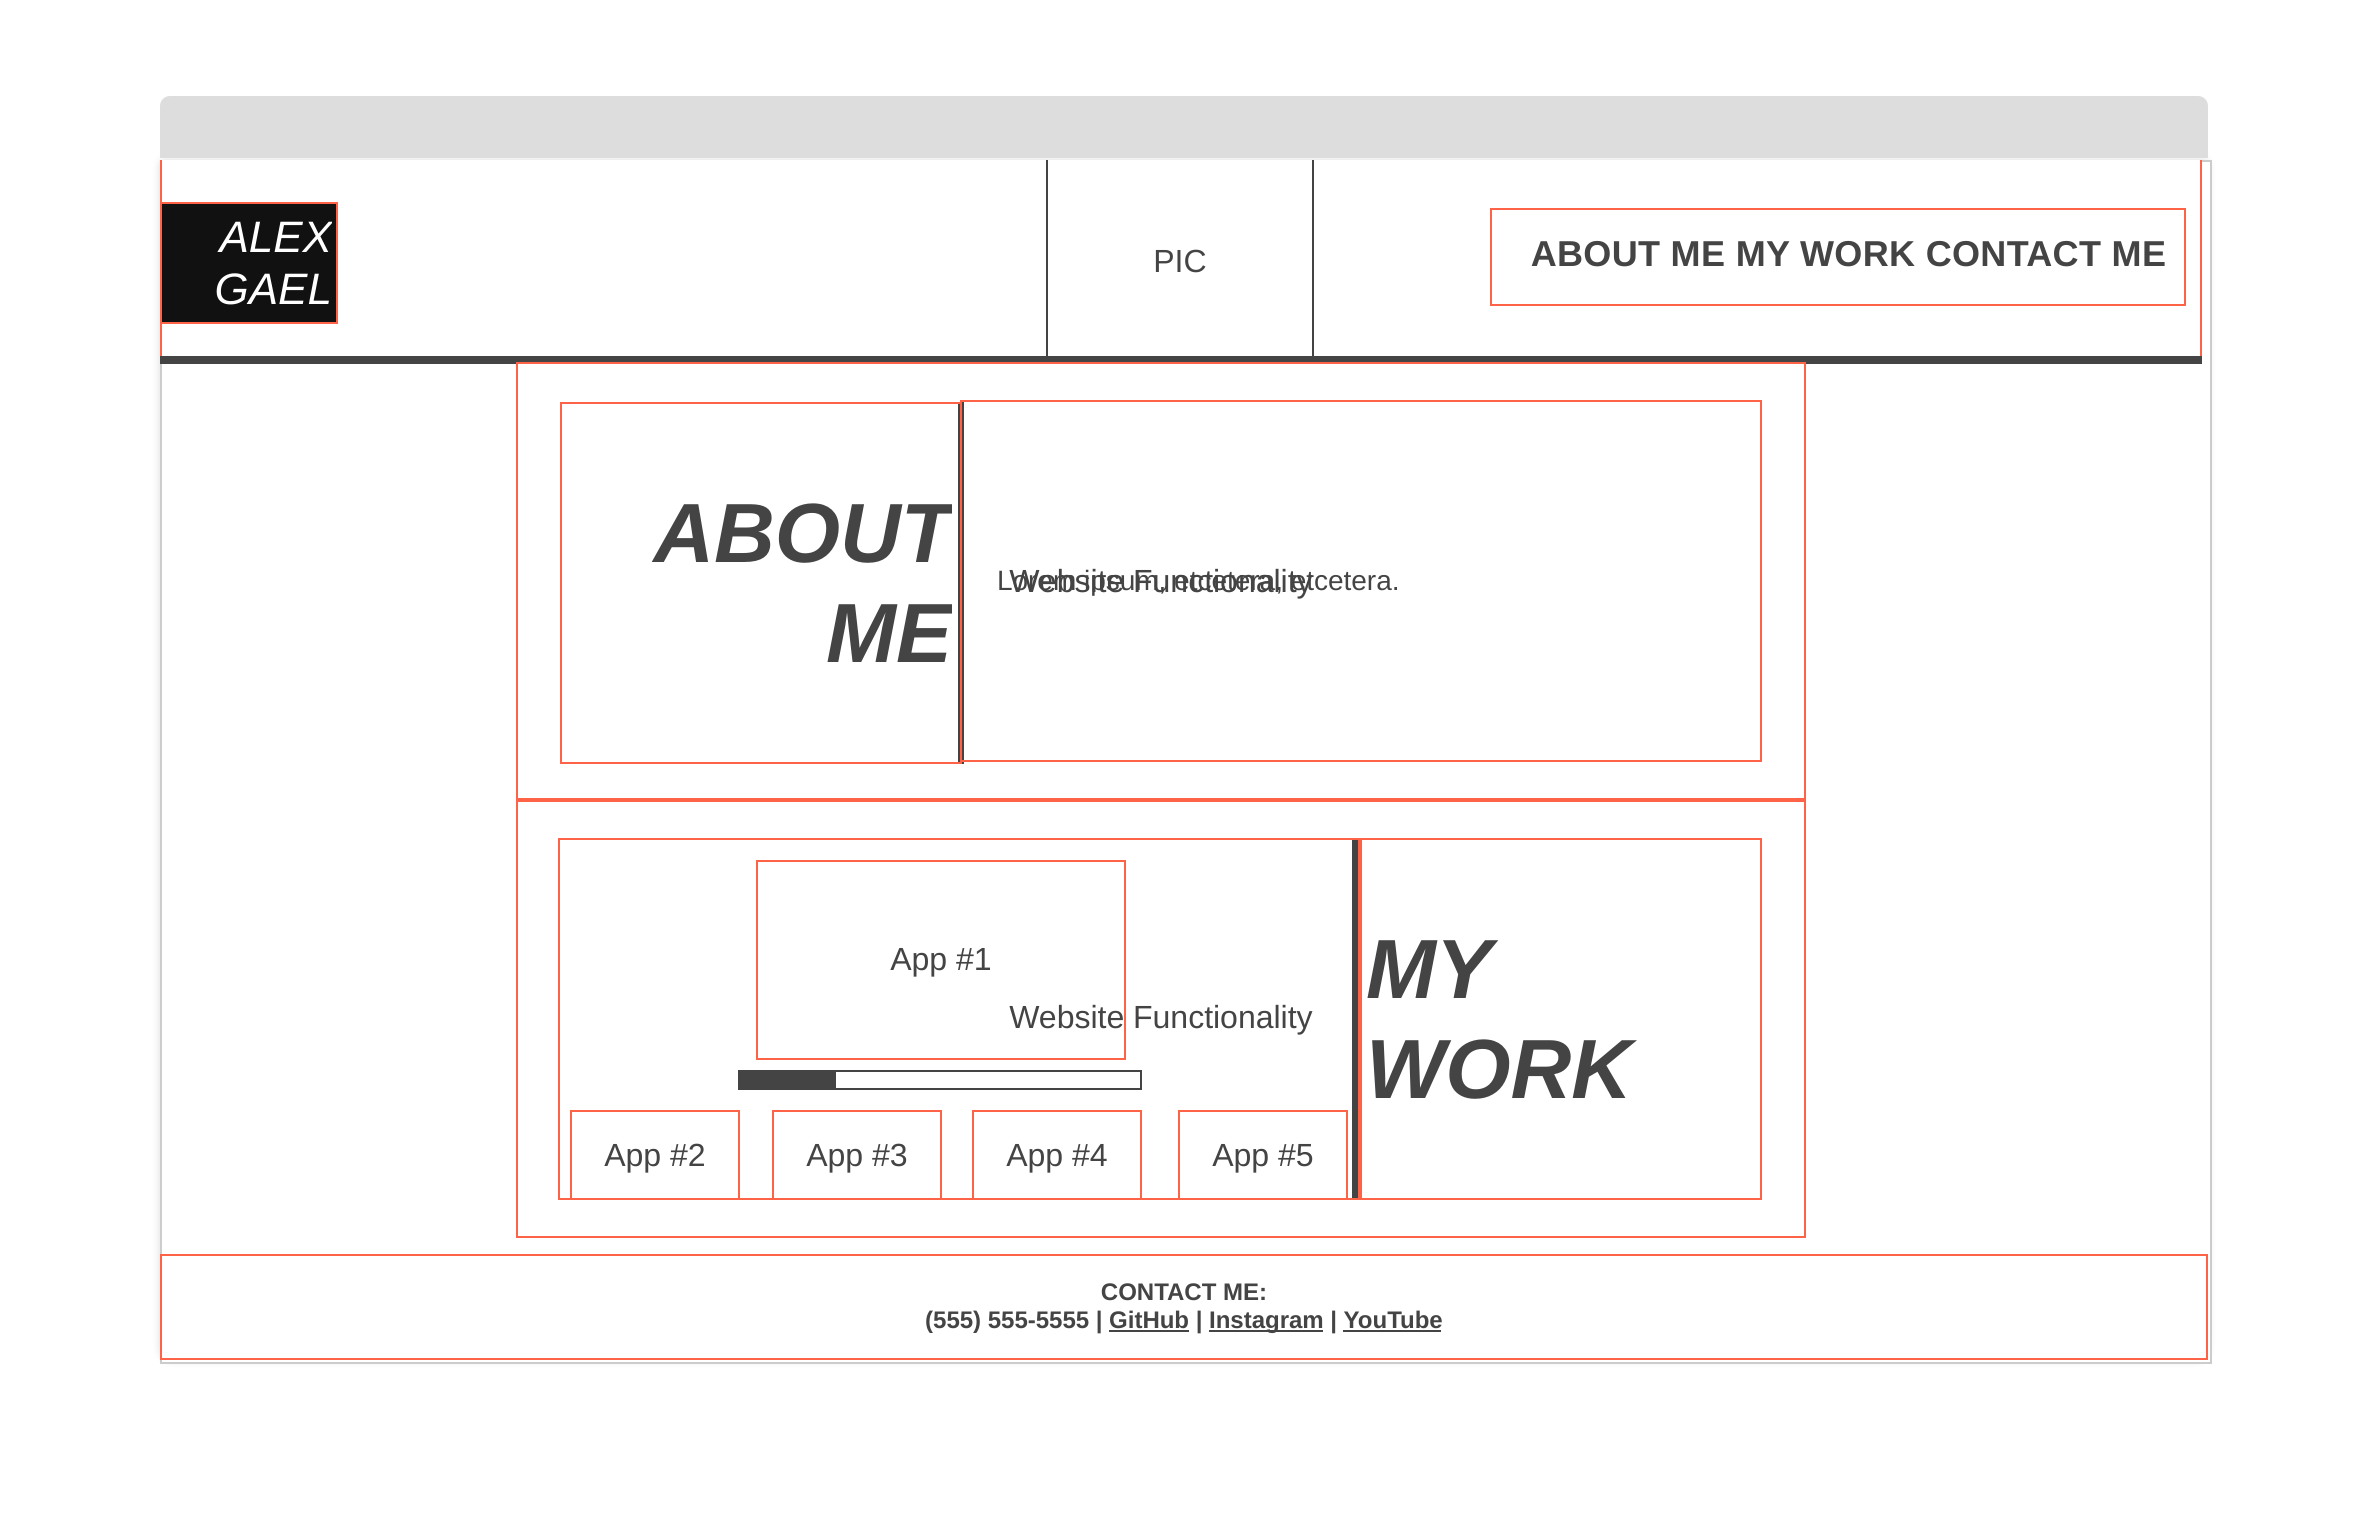 ALEX
GAEL
PIC
ABOUT ME MY WORK CONTACT ME
ABOUT
ME
Website Functionality
Lorem ipsum, etcetera, etcetera.
App #1
Website Functionality
MY
WORK
App #2
App #3
App #4
App #5
CONTACT ME:
(555) 555-5555 | GitHub | Instagram | YouTube